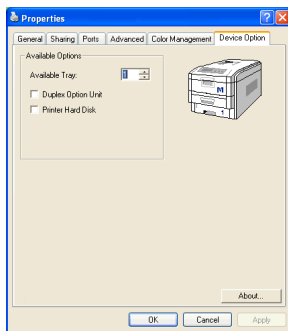 Properties
General
Sharing
Ports
Advanced
Color Management
Device Option
Available Options
Available Tray:
1
Duplex Option Unit
Printer Hard Disk
M
1
About...
OK
Cancel
Apply